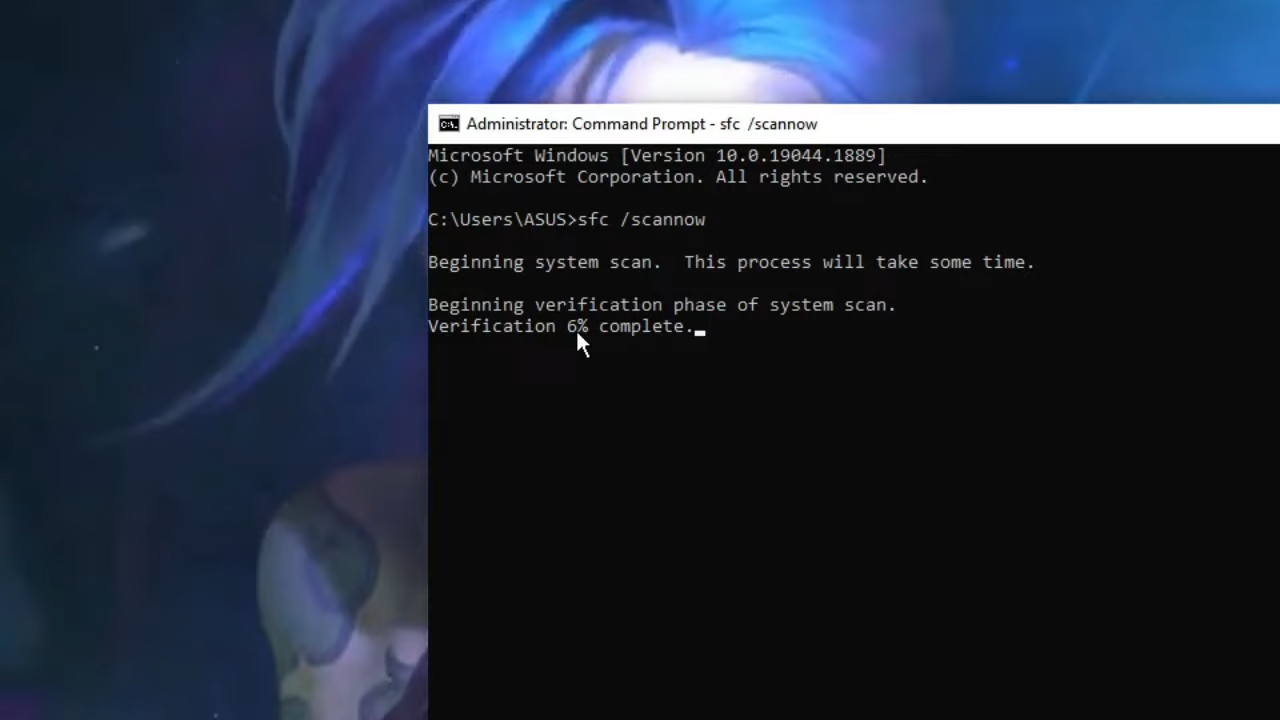 Administrator: Command Prompt - sfc  /scannow
Microsoft Windows [Version 10.0.19044.1889]
(c) Microsoft Corporation. All rights reserved.
C:\Users\ASUS>sfc /scannow
Beginning system scan.  This process will take some time.
Beginning verification phase of system scan.
Verification 6% complete.